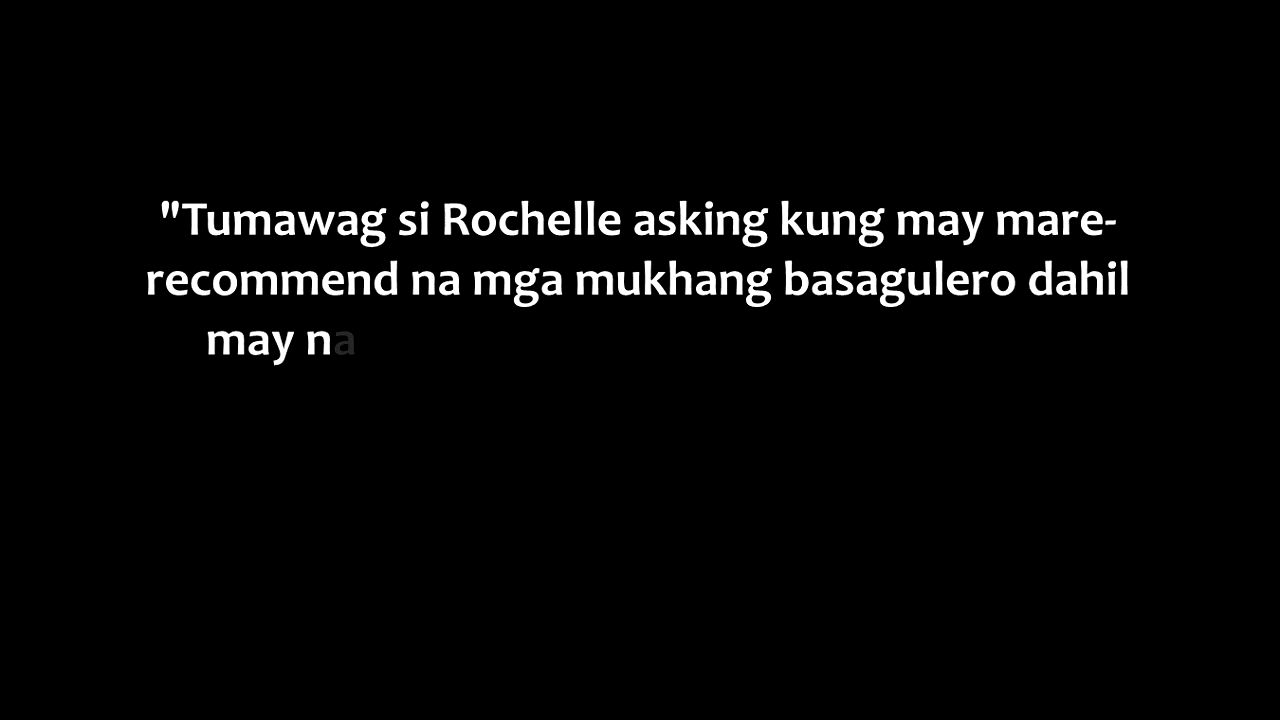 "Tumawag si Rochelle asking kung may mare-
recommend na mga mukhang basagulero dahil
may na